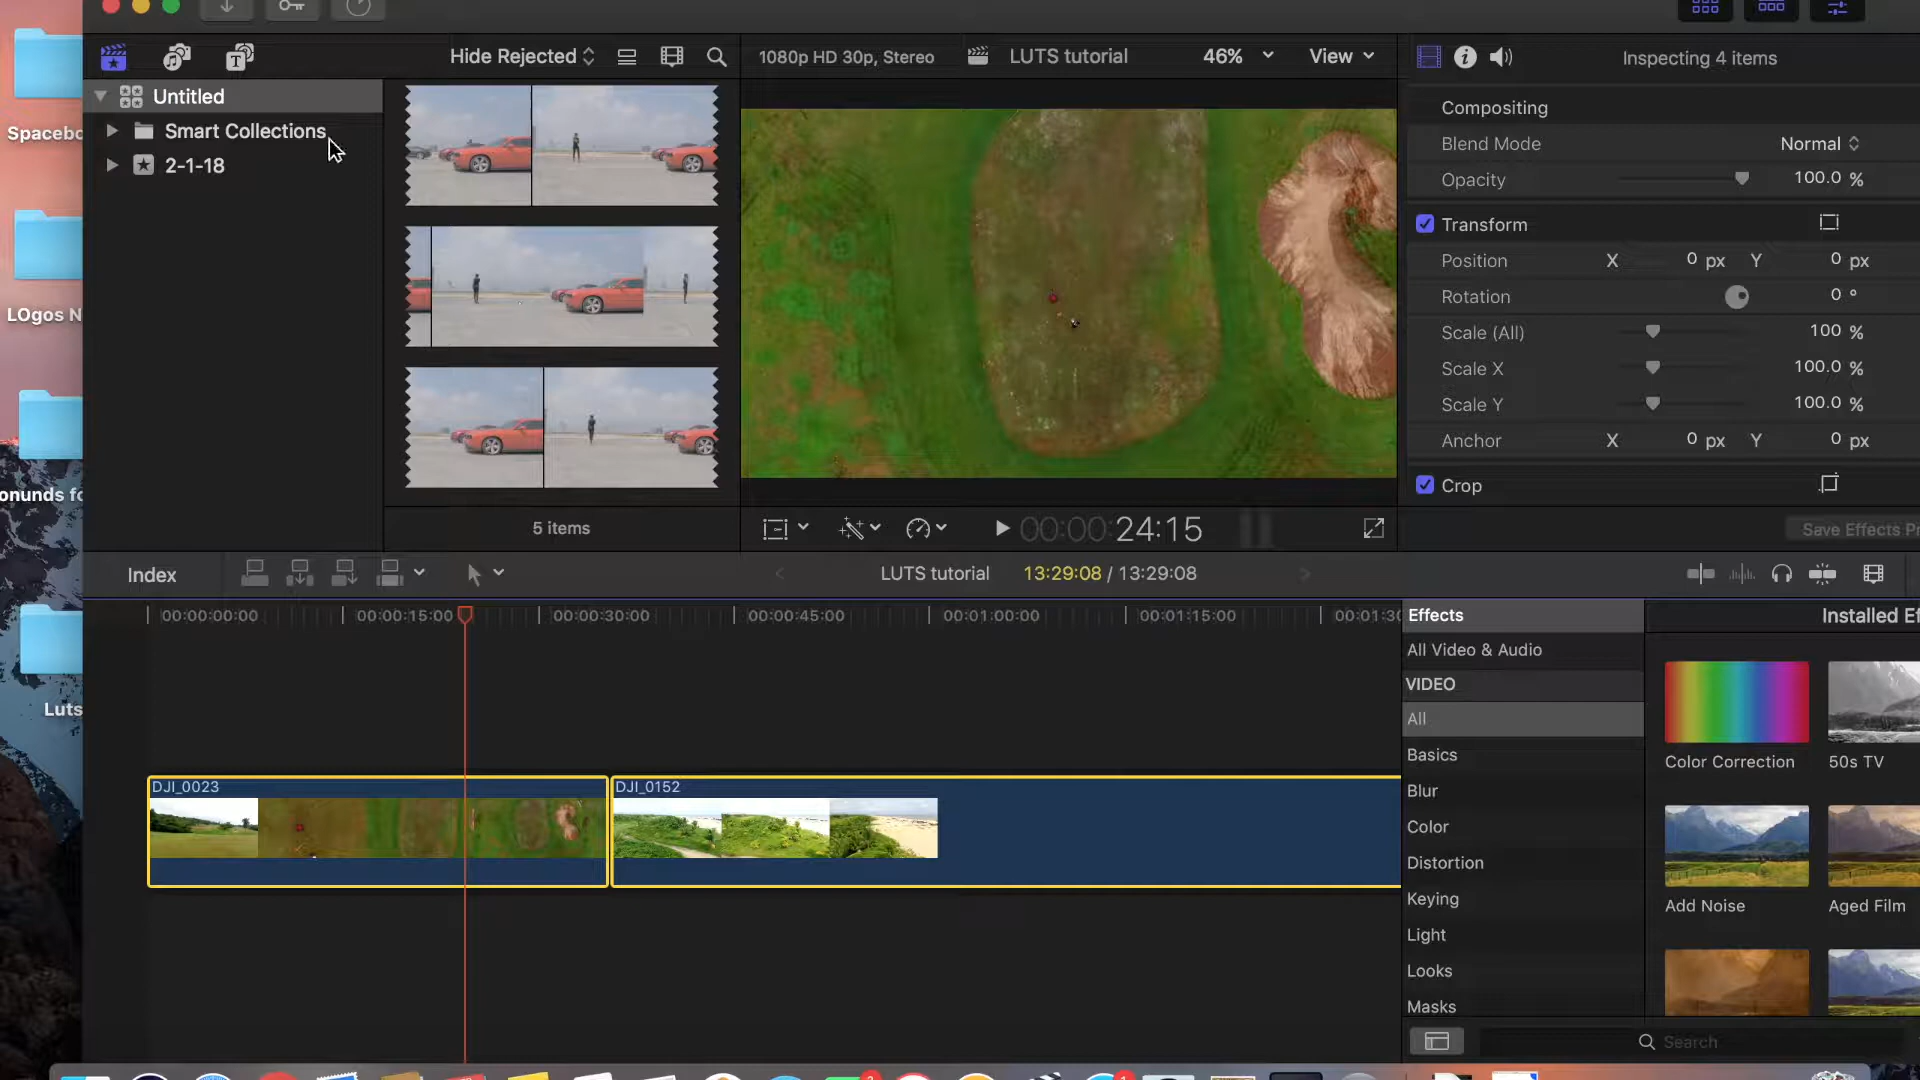 Hide Rejected
1080p HD 30p, Stereo
LUTS tutorial
46%
View
Inspecting 4 items
Untitled
Smart Collections
2-1-18
5 items
Compositing
Blend Mode
Normal
Opacity
100.0 %
Transform
Position X 0 px Y 0 px
Rotation 0 °
Scale (All) 100 %
Scale X 100.0 %
Scale Y 100.0 %
Anchor X 0 px Y 0 px
Crop
00:00:24:15
Save Effects
Index
LUTS tutorial
13:29:08 / 13:29:08
00:00:00:00
00:00:15:00
00:00:30:00
00:00:45:00
00:01:00:00
00:01:15:00
00:01:30
DJI_0023
DJI_0152
Effects
All Video & Audio
VIDEO
All
Basics
Blur
Color
Distortion
Keying
Light
Looks
Masks
Installed
Color Correction
50s TV
Add Noise
Aged Film
Search
LOgos N
Luts